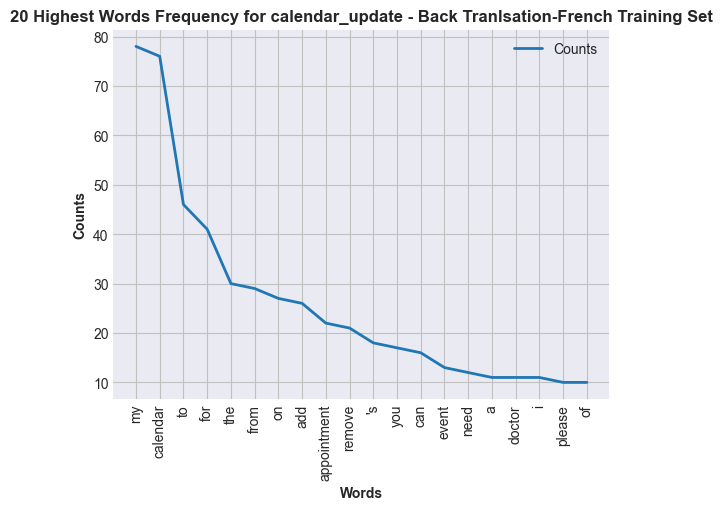 20 Highest Words Frequency for calendar_update - Back Tranlsation-French Training Set
Counts
80
70
60
50
40
30
20
10
Counts
my
calendar
to
for
the
from
on
add
appointment
remove
's
you
can
event
need
a
doctor
i
please
of
Words